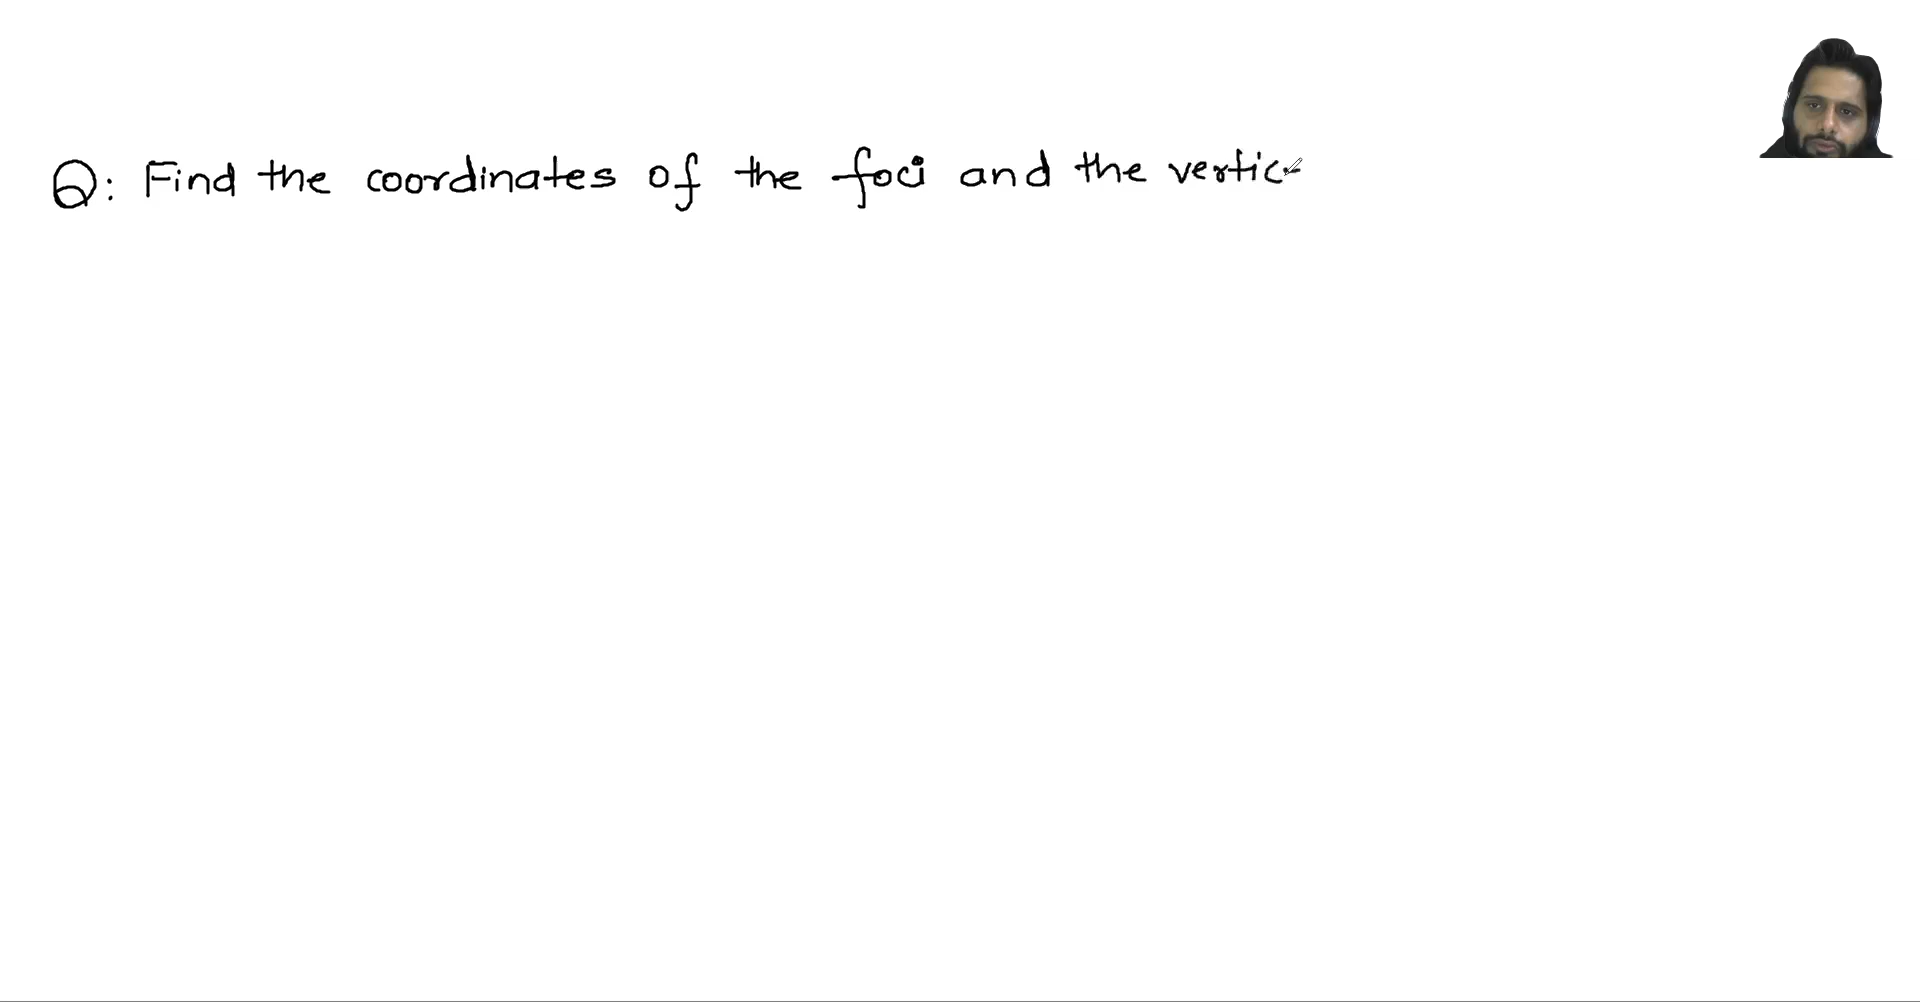 Q: Find the coordinates of the foci and the vertic